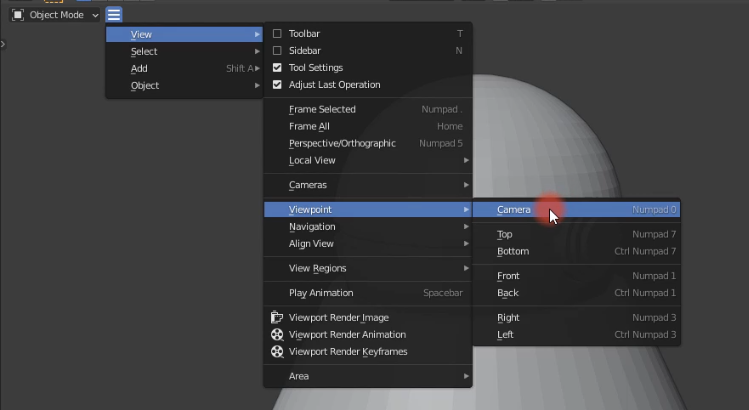 Object Mode
View
Select
Add Shift A
Object
Toolbar T
Sidebar N
Tool Settings
Adjust Last Operation
Frame Selected Numpad .
Frame All Home
Perspective/Orthographic Numpad 5
Local View
Cameras
Viewpoint
Navigation
Align View
View Regions
Play Animation Spacebar
Viewport Render Image
Viewport Render Animation
Viewport Render Keyframes
Area
Camera Numpad 0
Top Numpad 7
Bottom Ctrl Numpad 7
Front Numpad 1
Back Ctrl Numpad 1
Right Numpad 3
Left Ctrl Numpad 3